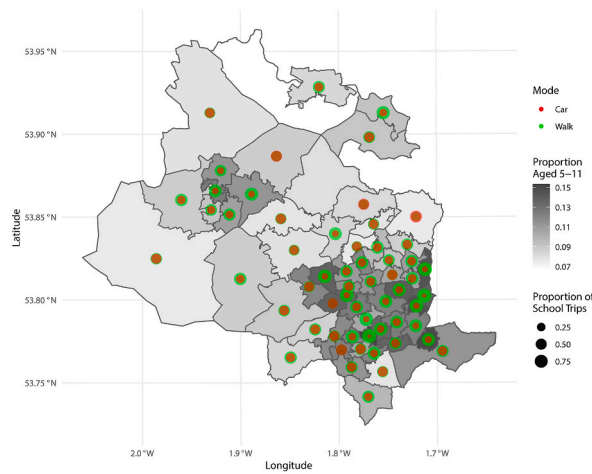 53.95 °N
53.90 °N
53.85 °N
53.80 °N
53.75 °N
Latitude
2.0 °W
1.9 °W
1.8 °W
1.7 °W
Longitude
Mode
Car
Walk
Proportion
Aged 5–11
0.15
0.13
0.11
0.09
0.07
Proportion of
School Trips
0.25
0.50
0.75